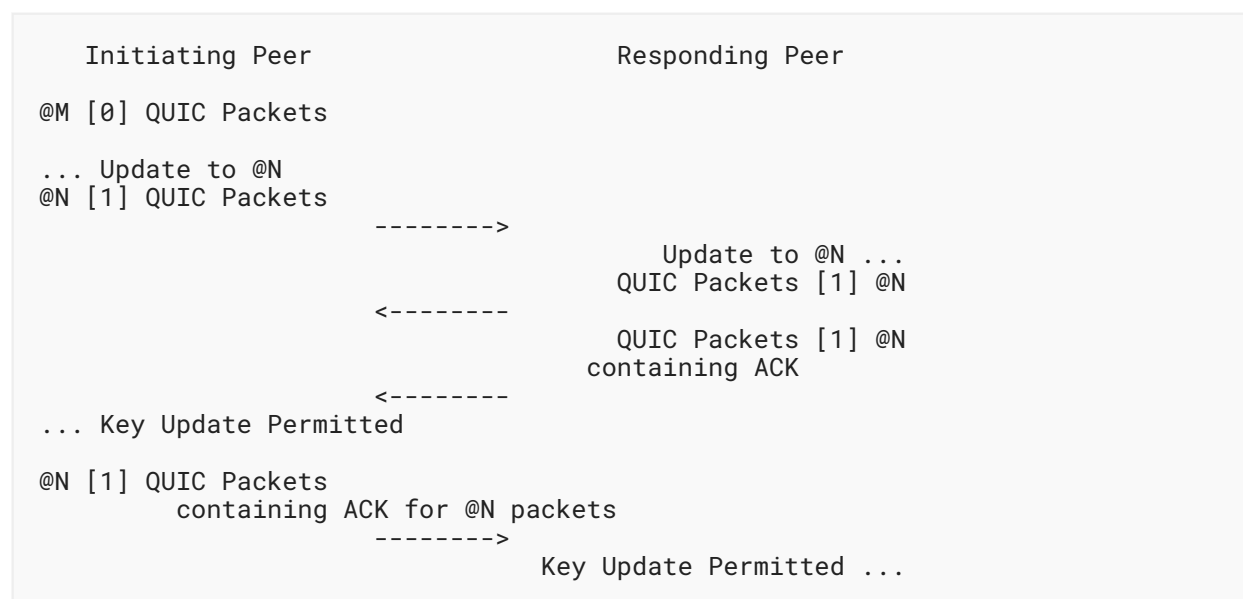 Initiating Peer                    Responding Peer
@M [0] QUIC Packets
... Update to @N
@N [1] QUIC Packets
-------->
Update to @N ...
QUIC Packets [1] @N
<--------
QUIC Packets [1] @N
containing ACK
<--------
... Key Update Permitted
@N [1] QUIC Packets
containing ACK for @N packets
-------->
Key Update Permitted ...